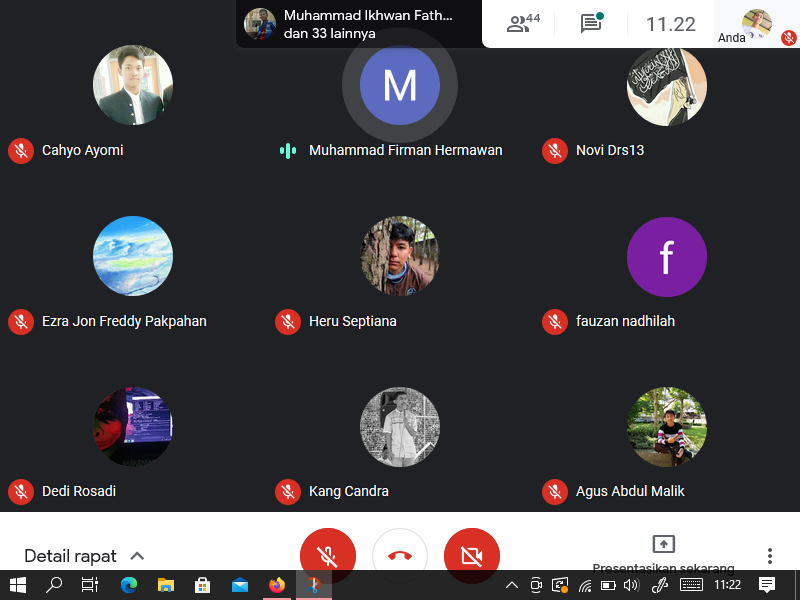 Muhammad Ikhwan Fath...
dan 33 lainnya
44
11.22
Anda
M
Cahyo Ayomi
Muhammad Firman Hermawan
Novi Drs13
f
Ezra Jon Freddy Pakpahan
Heru Septiana
fauzan nadhilah
Dedi Rosadi
Kang Candra
Agus Abdul Malik
Detail rapat
Presentasikan sekarang
11:22